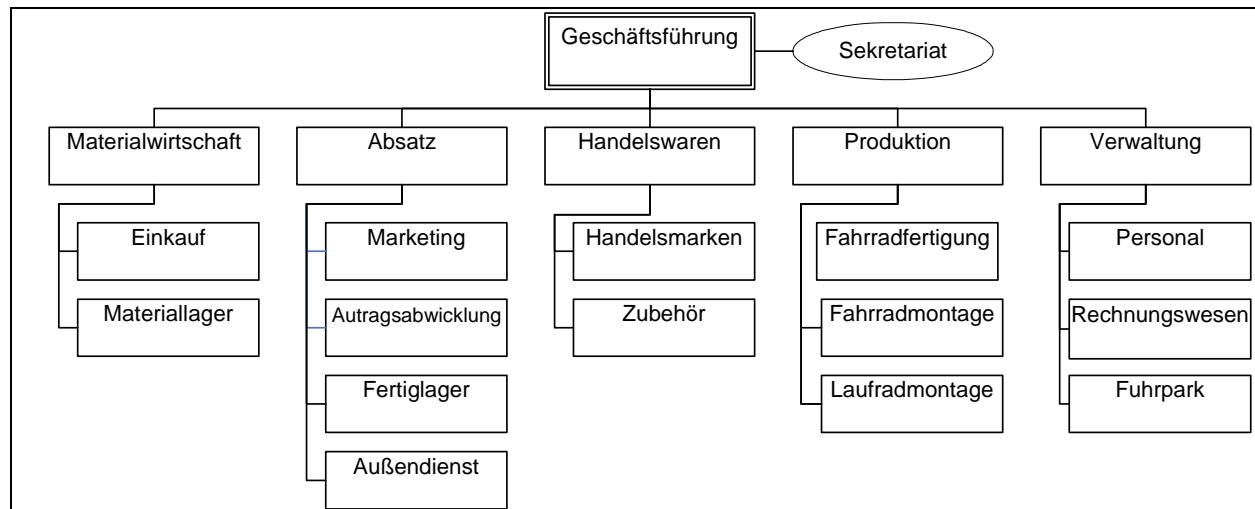 Geschäftsführung
Sekretariat
Materialwirtschaft
Absatz
Handelswaren
Produktion
Verwaltung
Einkauf
Marketing
Handelsmarken
Fahrradfertigung
Personal
Materiallager
Autragsabwicklung
Zubehör
Fahrradmontage
Rechnungswesen
Fertiglager
Laufradmontage
Fuhrpark
Außendienst